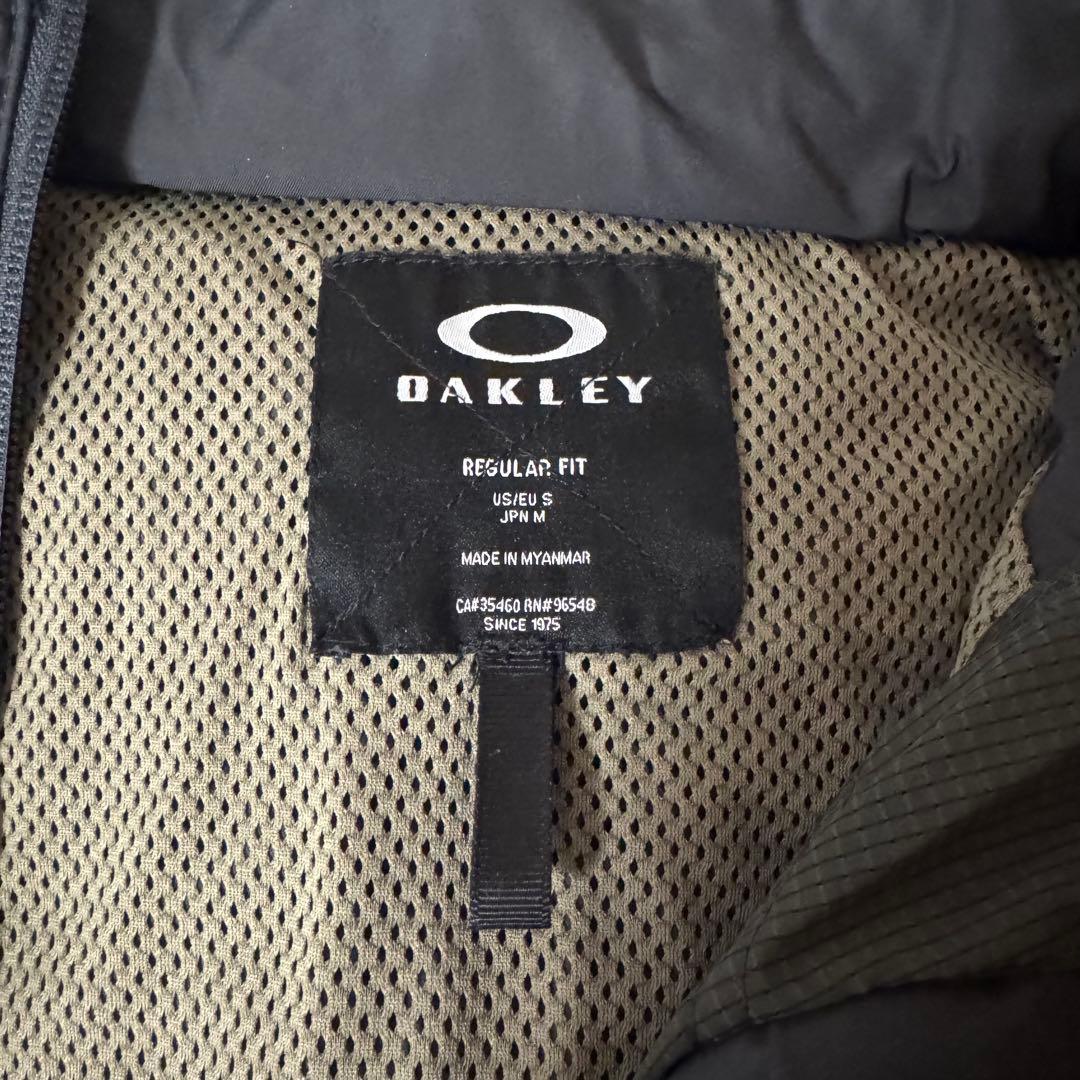 OAKLEY
REGULAR FIT
US/EU S
JPN M
MADE IN MYANMAR
CA#35460 RN#96548
SINCE 1975